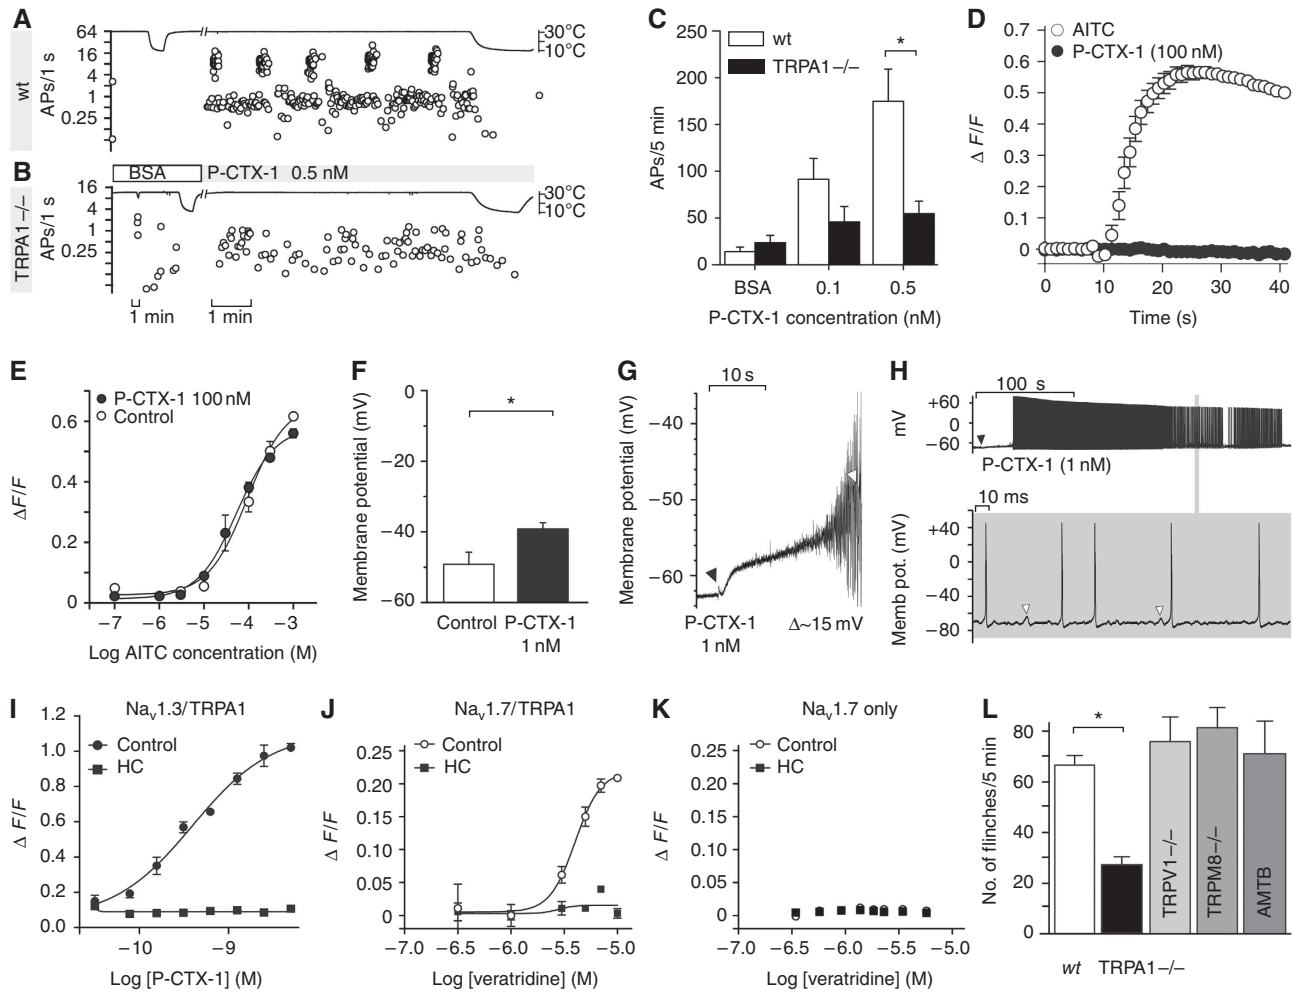 A
wt
APs/1 s
64
16
4
1
0.25
30°C
10°C
B
TRPA1−/−
APs/1 s
BSA
P-CTX-1 0.5 nM
16
4
1
0.25
30°C
10°C
1 min
1 min
C
APs/5 min
250
200
150
100
50
0
wt
TRPA1−/−
*
BSA
0.1
0.5
P-CTX-1 concentration (nM)
D
Δ F/F
0.7
0.6
0.5
0.4
0.3
0.2
0.1
0
AITC
P-CTX-1 (100 nM)
0
10
20
30
40
Time (s)
E
ΔF/F
0.6
0.4
0.2
0
P-CTX-1 100 nM
Control
−7
−6
−5
−4
−3
Log AITC concentration (M)
F
Membrane potential (mV)
0
−20
−40
−60
*
Control
P-CTX-1
1 nM
G
Membrane potential (mV)
10 s
−40
−50
−60
P-CTX-1
1 nM
Δ~15 mV
H
100 s
mV
+60
0
−60
P-CTX-1 (1 nM)
10 ms
Memb pot. (mV)
+40
0
−40
−80
I
Nav1.3/TRPA1
Δ F/F
1.2
1.0
0.8
0.6
0.4
0.2
0.0
Control
HC
−10
−9
Log [P-CTX-1] (M)
J
Nav1.7/TRPA1
Δ F/F
0.25
0.20
0.15
0.10
0.05
0
Control
HC
−7.0
−6.5
−6.0
−5.5
−5.0
Log [veratridine] (M)
K
Nav1.7 only
Δ F/F
0.25
0.20
0.15
0.10
0.05
0
Control
HC
−7.0
−6.5
−6.0
−5.5
−5.0
Log [veratridine] (M)
L
No. of flinches/5 min
80
60
40
20
0
*
TRPV1−/−
TRPM8−/−
AMTB
wt
TRPA1−/−